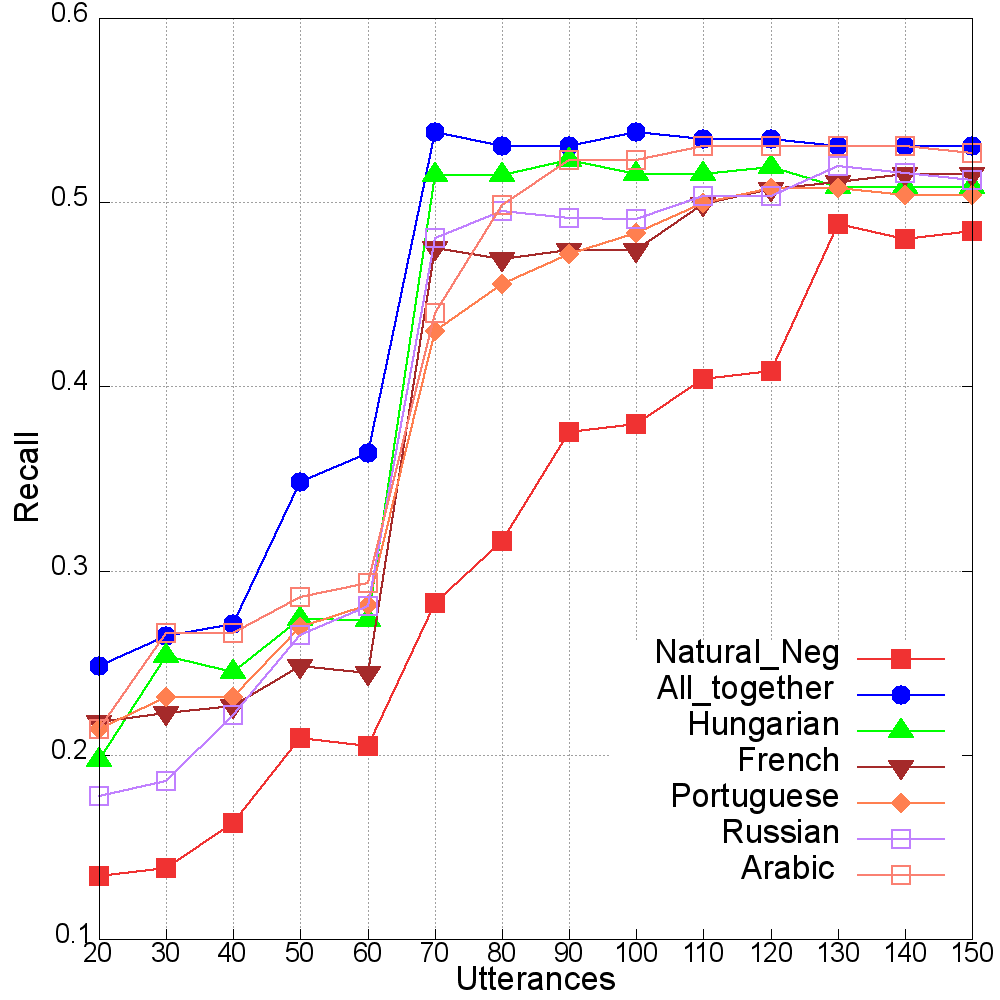 0.6
0.5
0.4
0.3
0.2
0.1
Recall
20 30 40 50 60 70 80 90 100 110 120 130 140 150
Utterances
Natural_Neg
All_together
Hungarian
French
Portuguese
Russian
Arabic